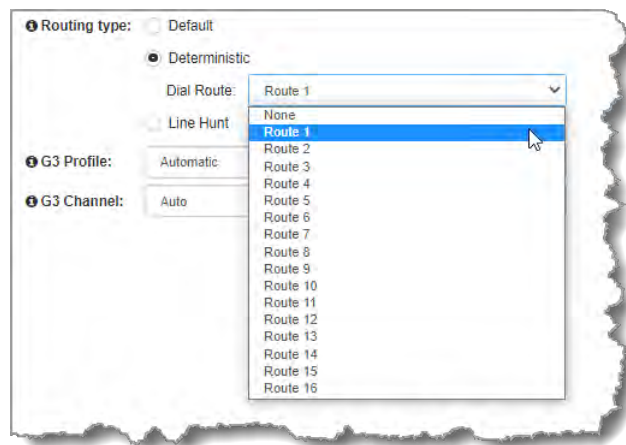 Routing type: Default
Deterministic
Dial Route: Route 1
None
Line Hunt
Route 1
Route 2
G3 Profile: Automatic
Route 3
Route 4
G3 Channel: Auto
Route 5
Route 6
Route 7
Route 8
Route 9
Route 10
Route 11
Route 12
Route 13
Route 14
Route 15
Route 16